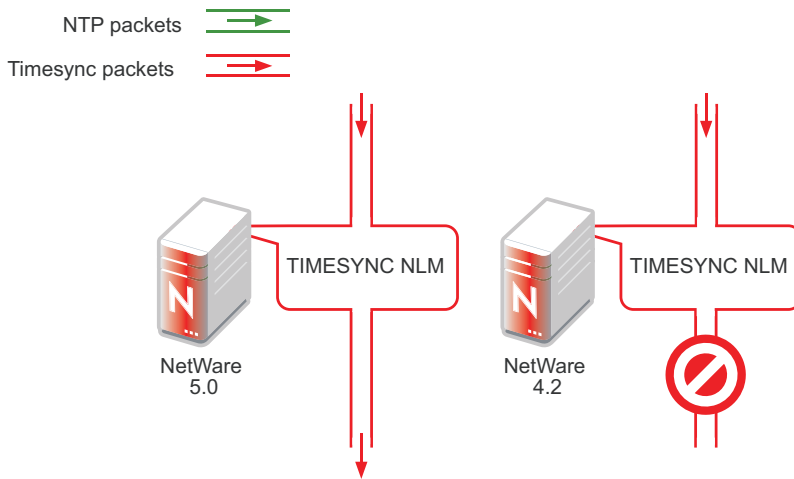 NTP packets
Timesync packets
TIMESYNC NLM
TIMESYNC NLM
N
N
NetWare
5.0
NetWare
4.2